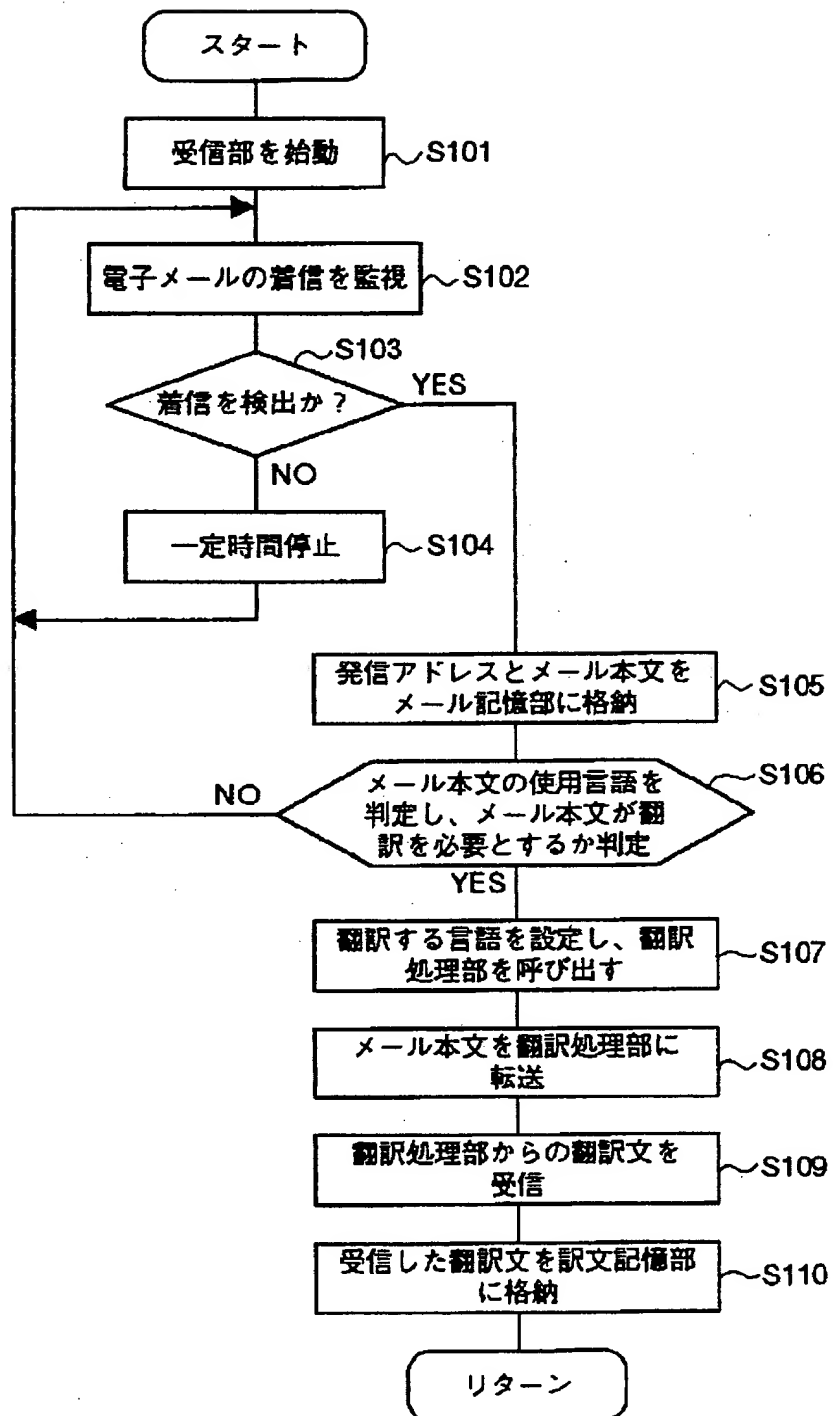 スタート
受信部を始動
S101
電子メールの着信を監視
S102
S103
着信を検出か？
YES
NO
一定時間停止
S104
発信アドレスとメール本文を
メール記憶部に格納
S105
メール本文の使用言語を
判定し、メール本文が翻
訳を必要とするか判定
S106
NO
YES
翻訳する言語を設定し、翻訳
処理部を呼び出す
S107
メール本文を翻訳処理部に
転送
S108
翻訳処理部からの翻訳文を
受信
S109
受信した翻訳文を訳文記憶部
に格納
S110
リターン